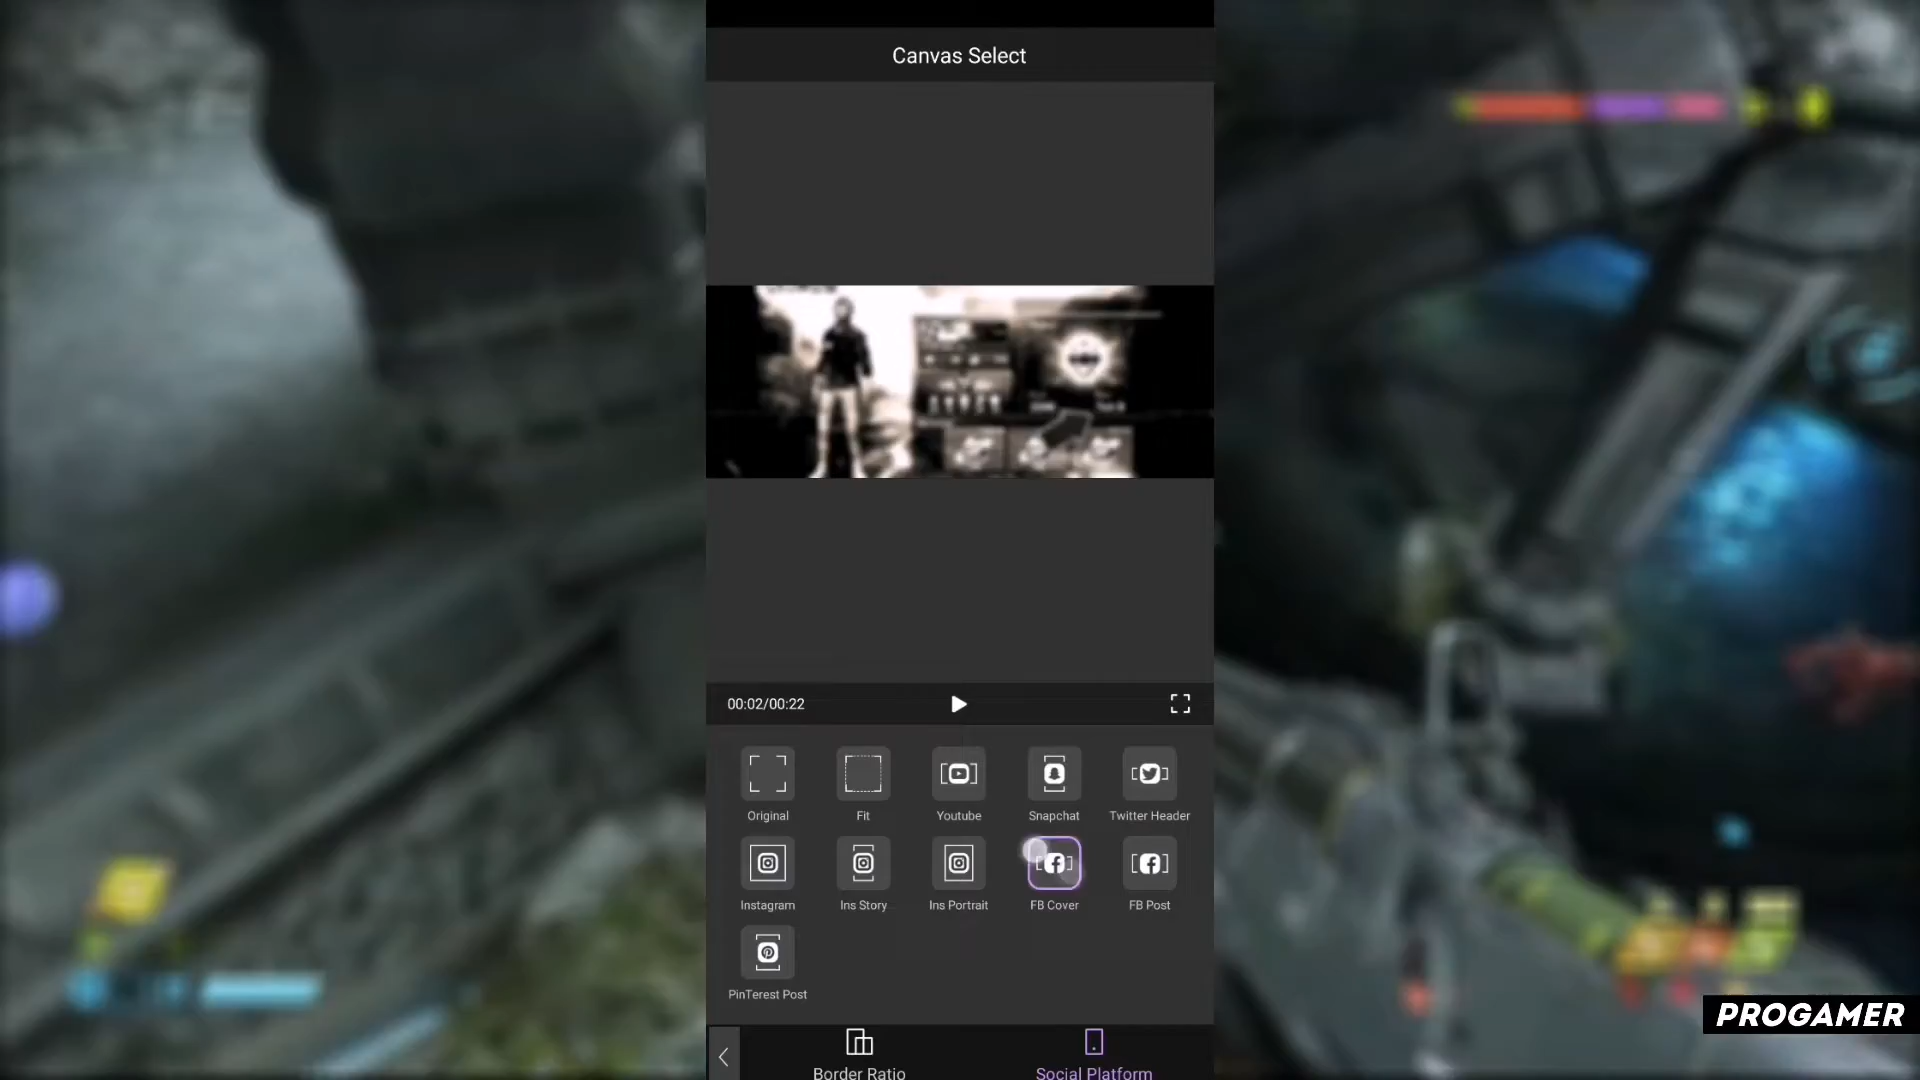 Canvas Select
00:02/00:22
Original Fit Youtube Snapchat Twitter Header
Instagram Ins Story Ins Portrait FB Cover FB Post
PinTerest Post
Border Ratio Social Platform
PROGAMER